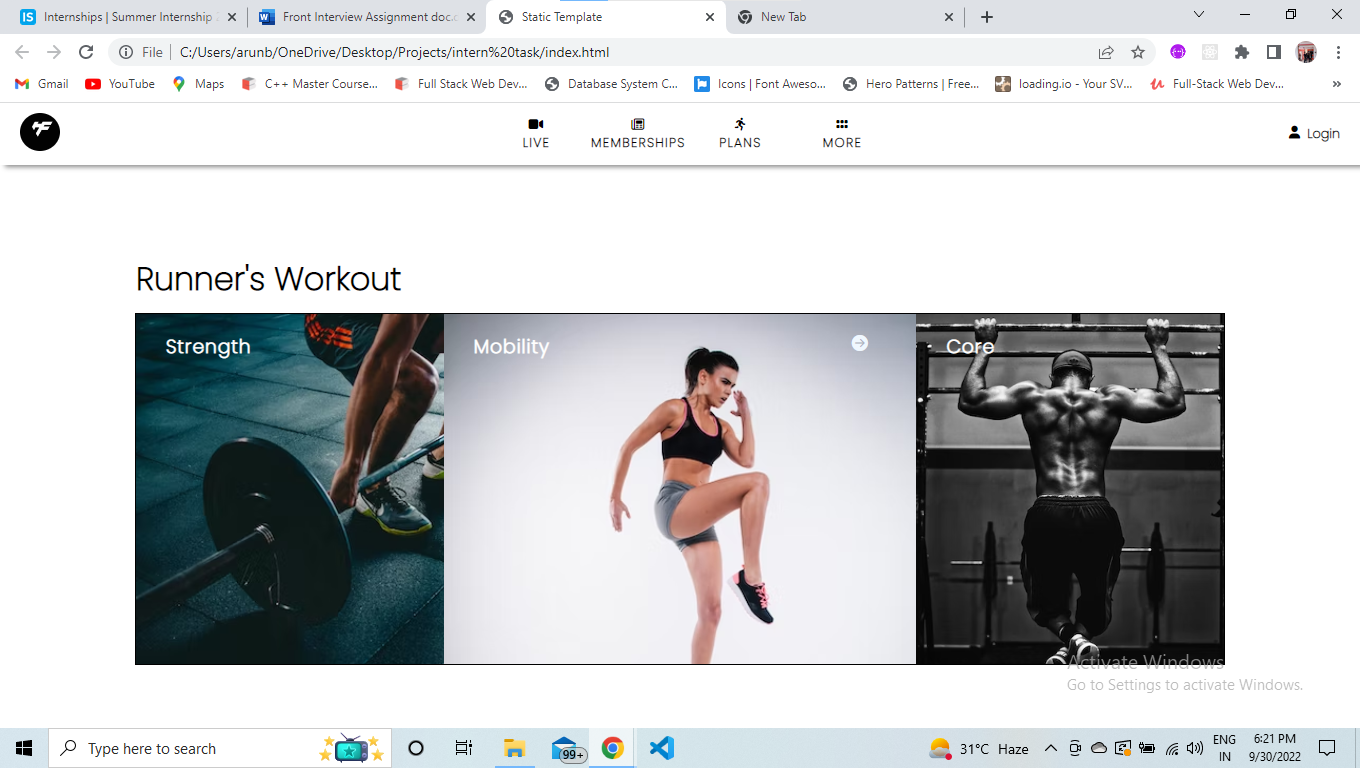 Internships | Summer Internship
Front Interview Assignment doc.
Static Template
New Tab
File
C:/Users/arunb/OneDrive/Desktop/Projects/intern%20task/index.html
Gmail
YouTube
Maps
C++ Master Course...
Full Stack Web Dev...
Database System C...
Icons | Font Aweso...
Hero Patterns | Free...
loading.io - Your SV...
Full-Stack Web Dev...
LIVE
MEMBERSHIPS
PLANS
MORE
Login
Runner's Workout
Strength
Mobility
Core
Activate Windows
Go to Settings to activate Windows.
Type here to search
99+
31°C Haze
ENG
IN
6:21 PM
9/30/2022